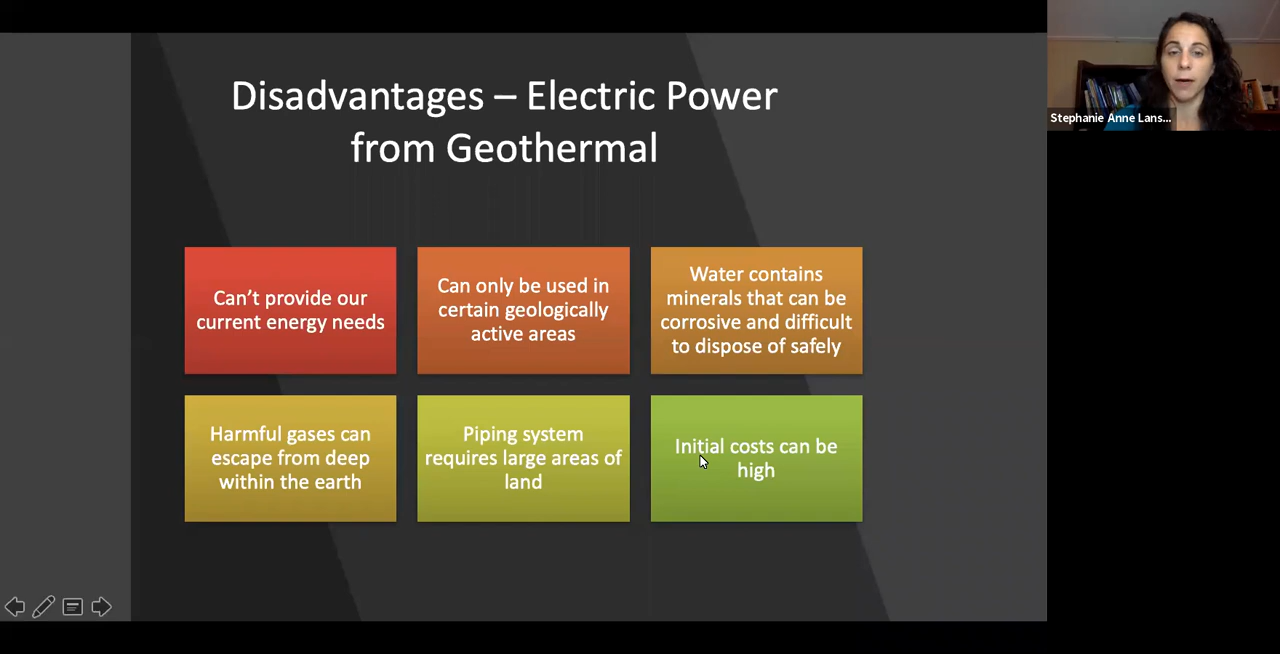 Disadvantages – Electric Power
from Geothermal
Can’t provide our
current energy needs
Can only be used in
certain geologically
active areas
Water contains
minerals that can be
corrosive and difficult
to dispose of safely
Harmful gases can
escape from deep
within the earth
Piping system
requires large areas of
land
Initial costs can be
high
Stephanie Anne Lans...